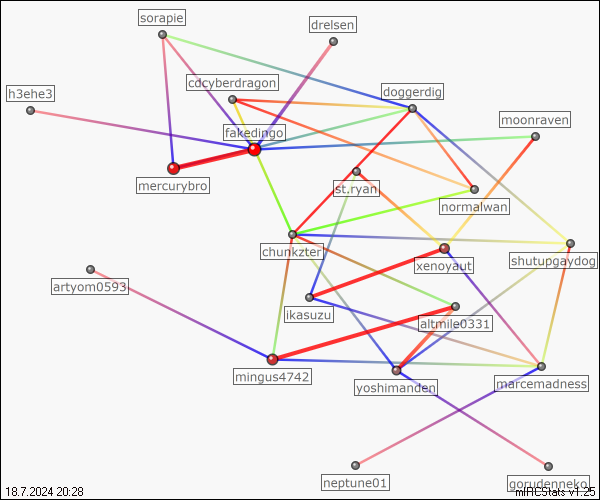 sorapie
drelsen
cdcyberdragon
h3ehe3
doggerdig
moonraven
fakedingo
mercurybro
st,ryan
normalwan
chunkzter
xenoyaut
shutupgaydog
artyom0593
ikasuzu
altmile0331
mingus4742
yoshimanden
marcemadness
neptune01
gorudenneko
18.7.2024 20:28
mIRCStats v1.25